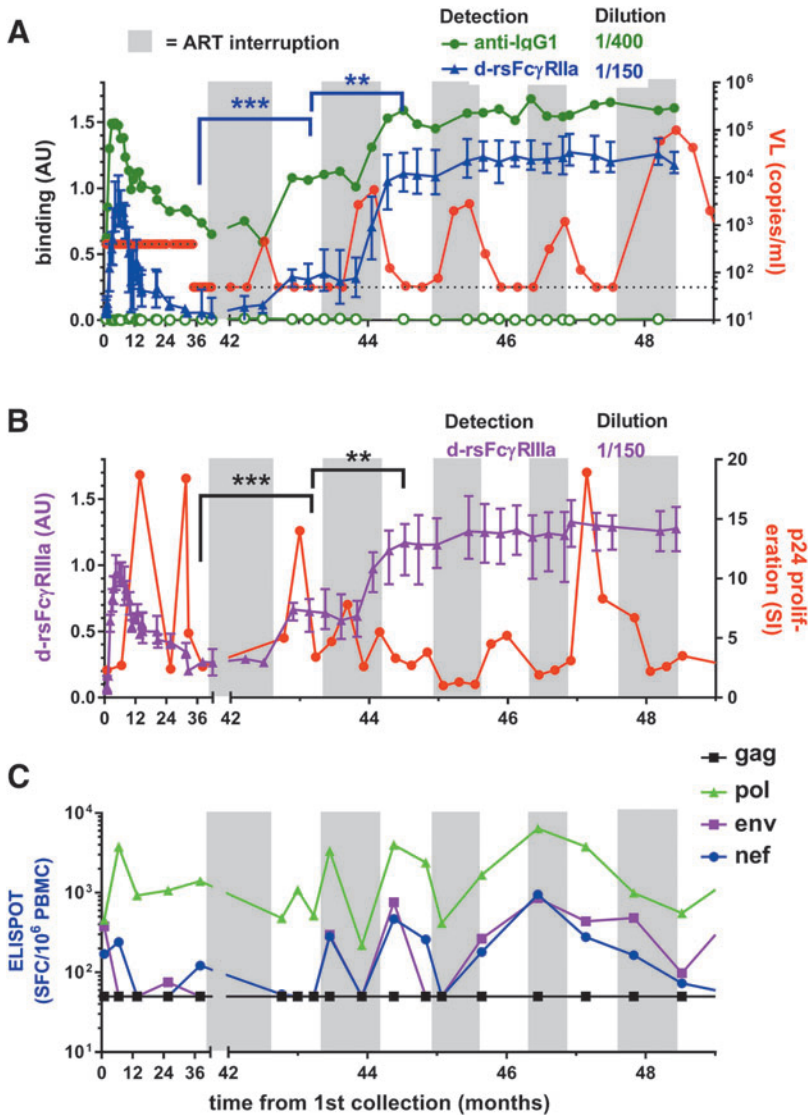 A
= ART interruption
Detection Dilution
anti-IgG1 1/400
d-rsFcγRIIa 1/150
*** **
binding (AU)
1.5
1.0
0.5
0.0
VL (copies/ml)
10⁶
10⁵
10⁴
10³
10²
10¹
0 12 24 36 42 44 46 48
B
Detection Dilution
d-rsFcγRIIIa 1/150
*** **
d-rsFcγRIIIa (AU)
1.5
1.0
0.5
0.0
p24 prolif-
eration (SI)
20
15
10
5
0
0 12 24 36 42 44 46 48
C
gag
pol
env
nef
ELISPOT
(SFC/10⁶ PBMC)
10⁴
10³
10²
10¹
0 12 24 36 42 44 46 48
time from 1st collection (months)